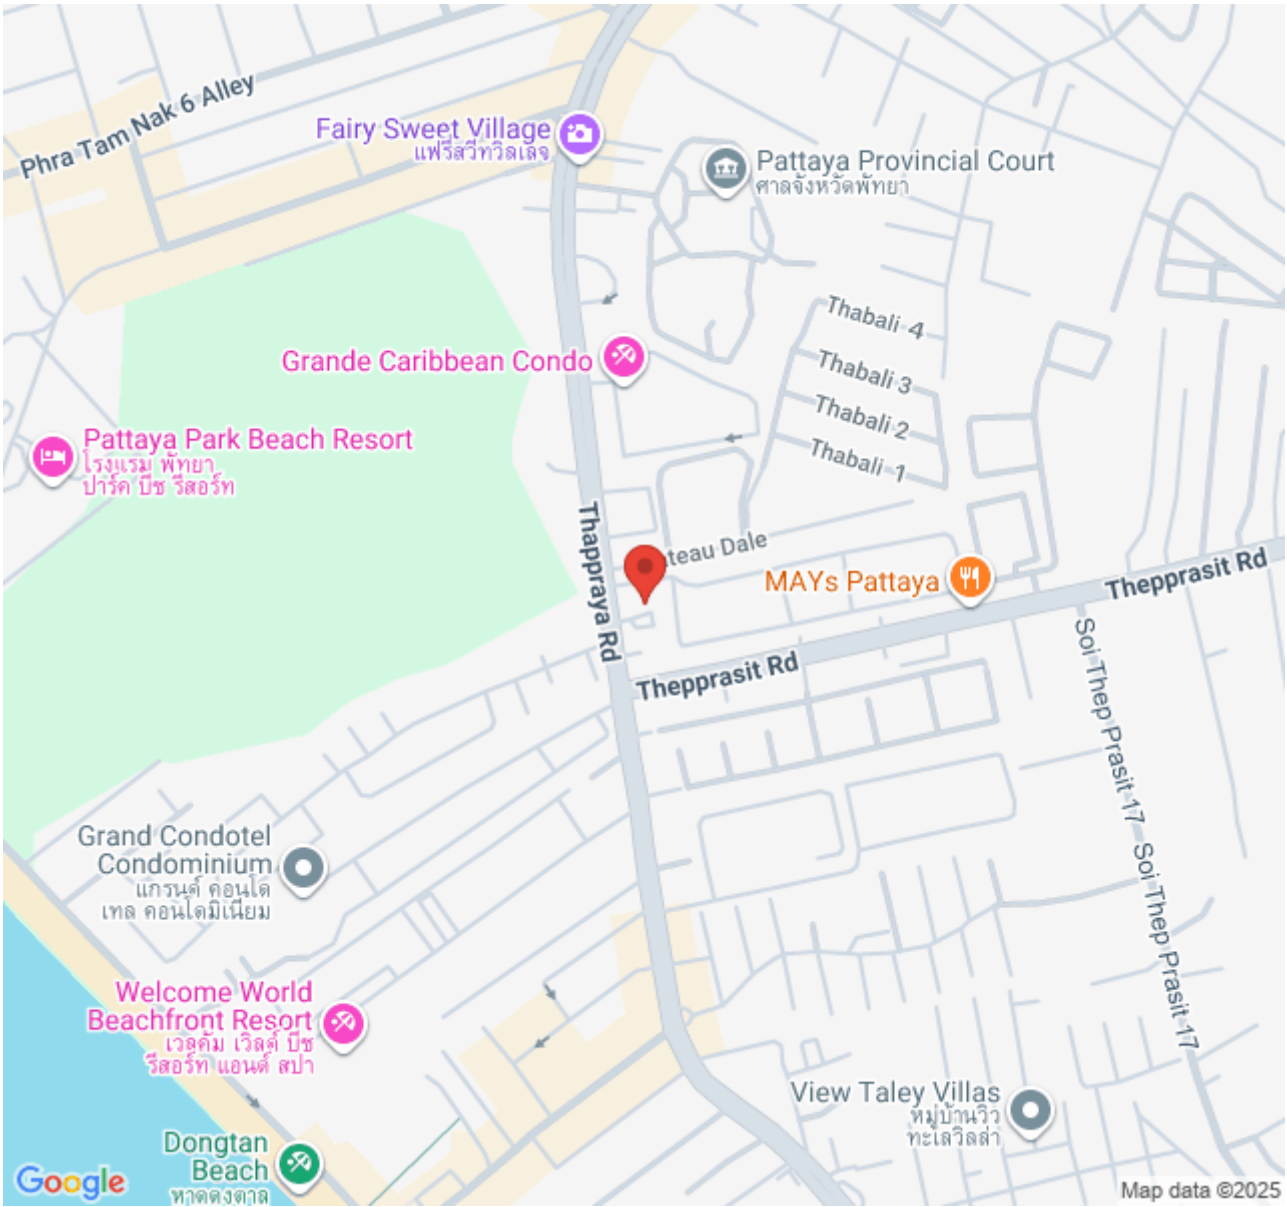 Phra Tam Nak 6 Alley
Fairy Sweet Village
แฟรีสวีทวิลเลจ
Pattaya Provincial Court
ศาลจังหวัดพัทยา
Thabali 4
Grande Caribbean Condo
Thabali 3
Thabali 2
Pattaya Park Beach Resort
โรงแรม พัทยา
ปาร์ค บีช รีสอร์ท
Thabali 1
Thappraya Rd
teau Dale
MAYs Pattaya
Thepprasit Rd
Thepprasit Rd
Soi Thep Prasit 17
Grand Condotel
Condominium
แกรนด์ คอนโด
เทล คอนโดมิเนียม
Soi Thep Prasit 17
Welcome World
Beachfront Resort
เวลคัม เวิลด์ บีช
รีสอร์ท แอนด์ สปา
View Taley Villas
หมู่บ้านวิว
ทะเลวิลล่า
Dongtan
Beach
หาดดงตาล
Google
Map data ©2025